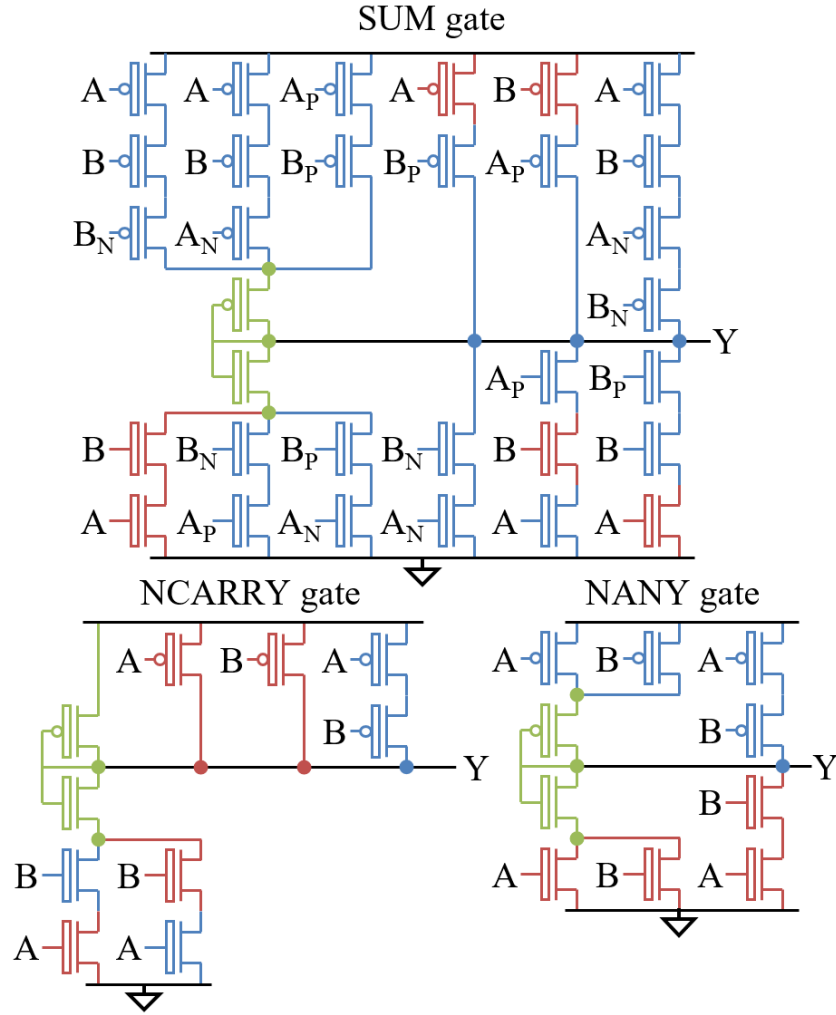 SUM gate
A A A_P A B A
B B B_P B_P A_P B
B_N A_N A_N
B_N
Y
A_P B_P
B B_N B_P B_N B B
A A_P A_N A_N A A
NCARRY gate
A B A
B
Y
B B
A A
NANY gate
A B A
B
Y
B
A B A